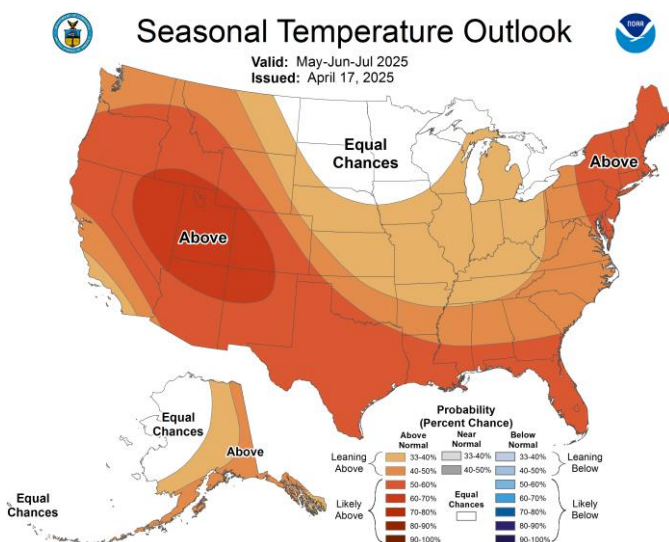 Seasonal Temperature Outlook
NOAA
Valid: May-Jun-Jul 2025
Issued: April 17, 2025
Equal
Chances
Above
Above
Equal
Chances
Above
Equal
Chances
Probability
(Percent Chance)
Above
Normal
Near
Normal
Below
Normal
Leaning
Above
33-40%
40-50%
33-40%
40-50%
33-40%
40-50%
Leaning
Below
Likely
Above
50-60%
60-70%
70-80%
80-90%
90-100%
Equal
Chances
50-60%
60-70%
70-80%
80-90%
90-100%
Likely
Below